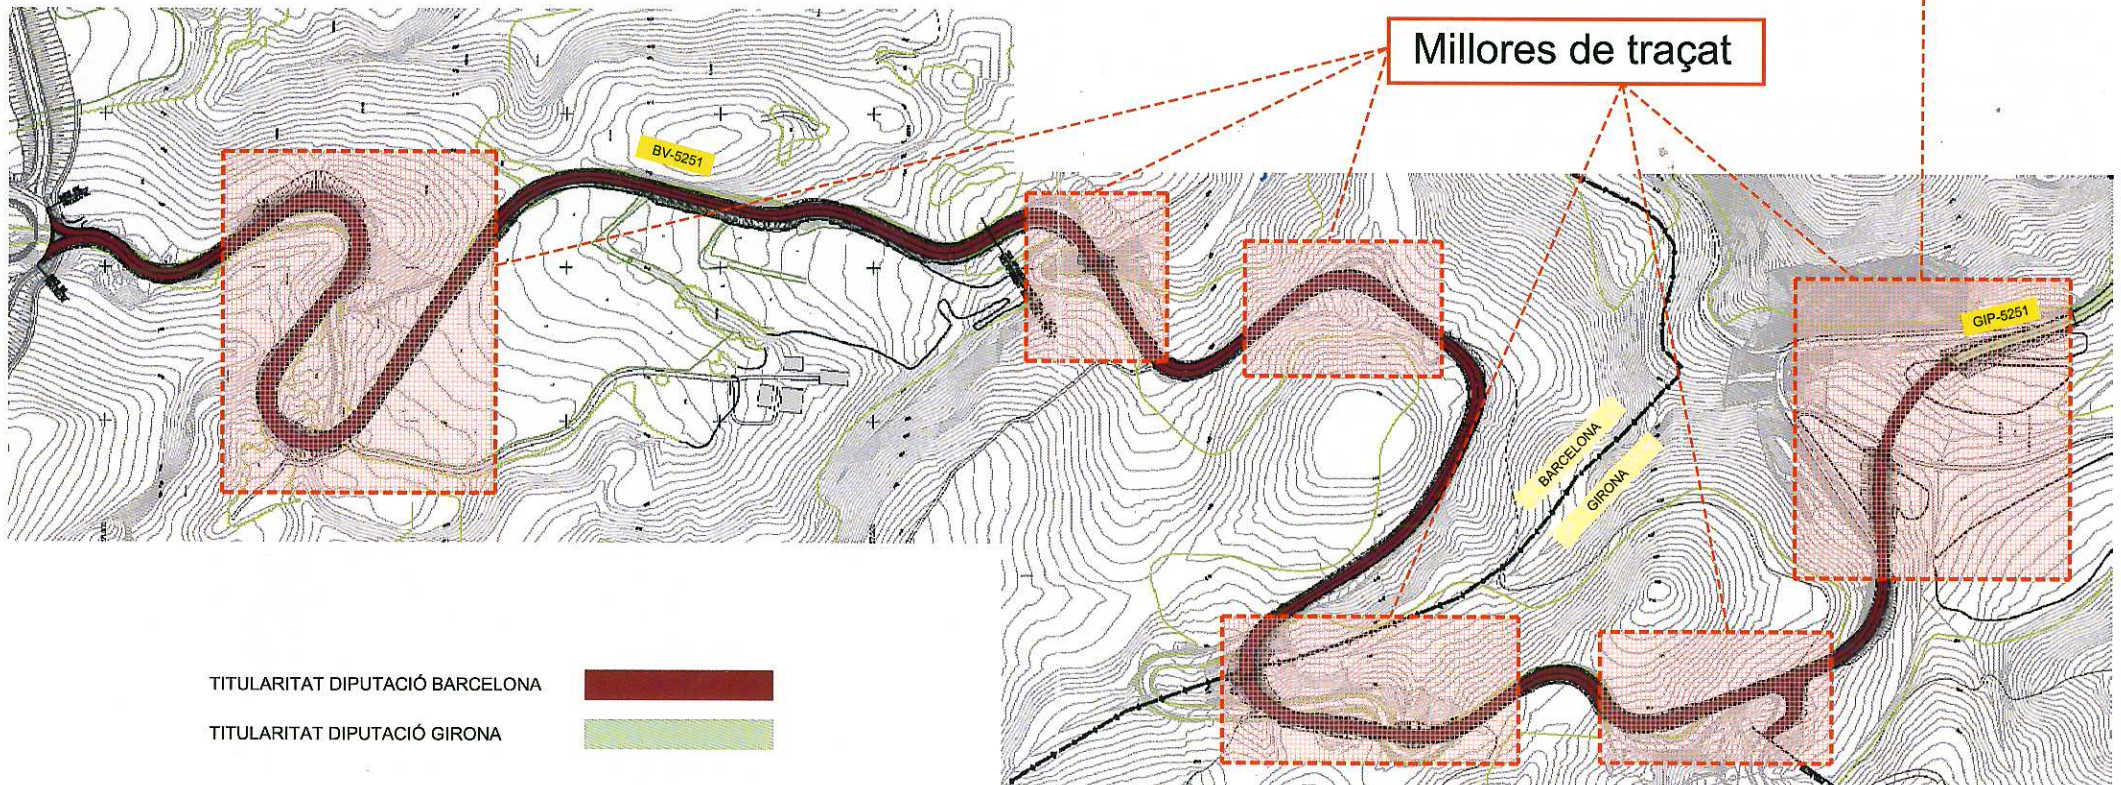 Millores de traçat
BV-5251
GIP-5251
BARCELONA
GIRONA
TITULARITAT DIPUTACIÓ BARCELONA
TITULARITAT DIPUTACIÓ GIRONA